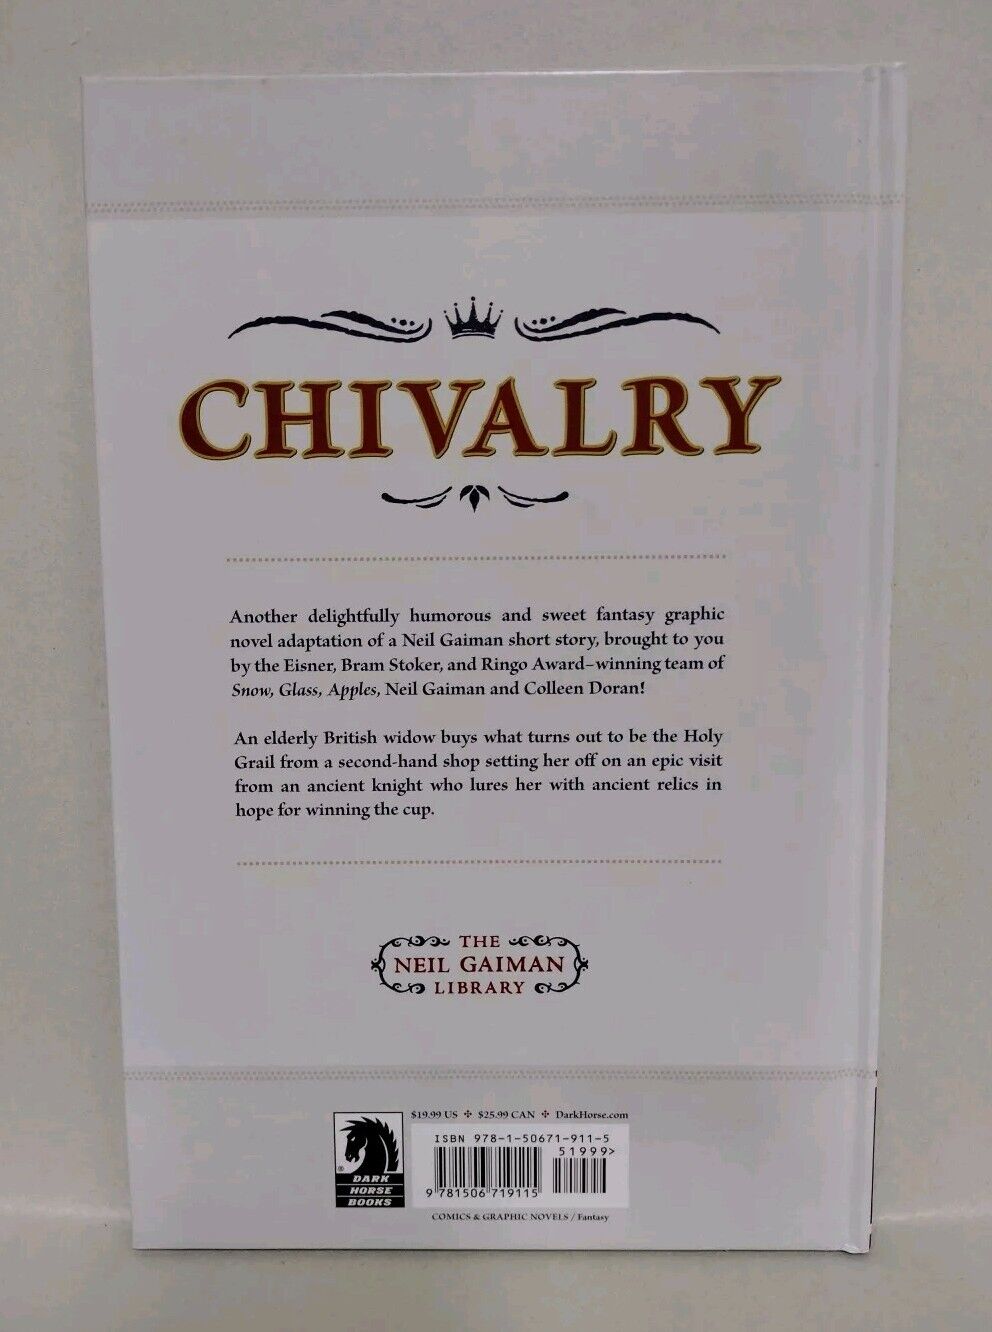 CHIVALRY
Another delightfully humorous and sweet fantasy graphic
novel adaptation of a Neil Gaiman short story, brought to you
by the Eisner, Bram Stoker, and Ringo Award–winning team of
Snow, Glass, Apples, Neil Gaiman and Colleen Doran!
An elderly British widow buys what turns out to be the Holy
Grail from a second-hand shop setting her off on an epic visit
from an ancient knight who lures her with ancient relics in
hope for winning the cup.
THE
NEIL GAIMAN
LIBRARY
$19.99 US ✣ $25.99 CAN ✣ DarkHorse.com
ISBN 978-1-50671-911-5
51999>
9 781506 719115
®
DARK
HORSE
BOOKS
COMICS & GRAPHIC NOVELS / Fantasy